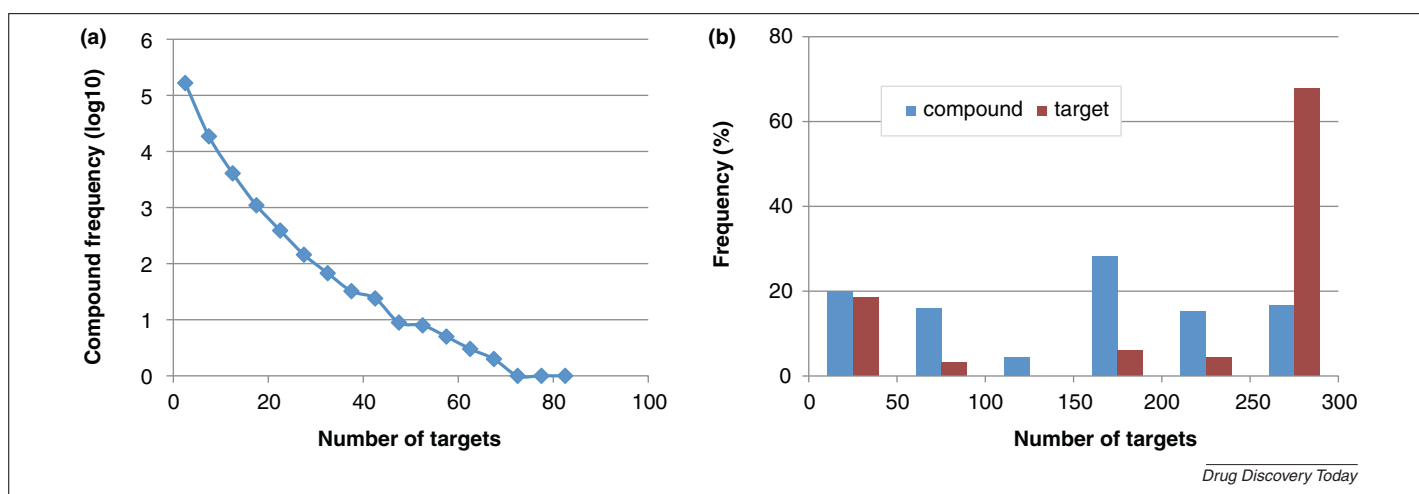 (a)
Compound frequency (log10)
6
5
4
3
2
1
0
0 20 40 60 80 100
Number of targets
(b)
Frequency (%)
80
60
40
20
0
compound target
0 50 100 150 200 250 300
Number of targets
Drug Discovery Today